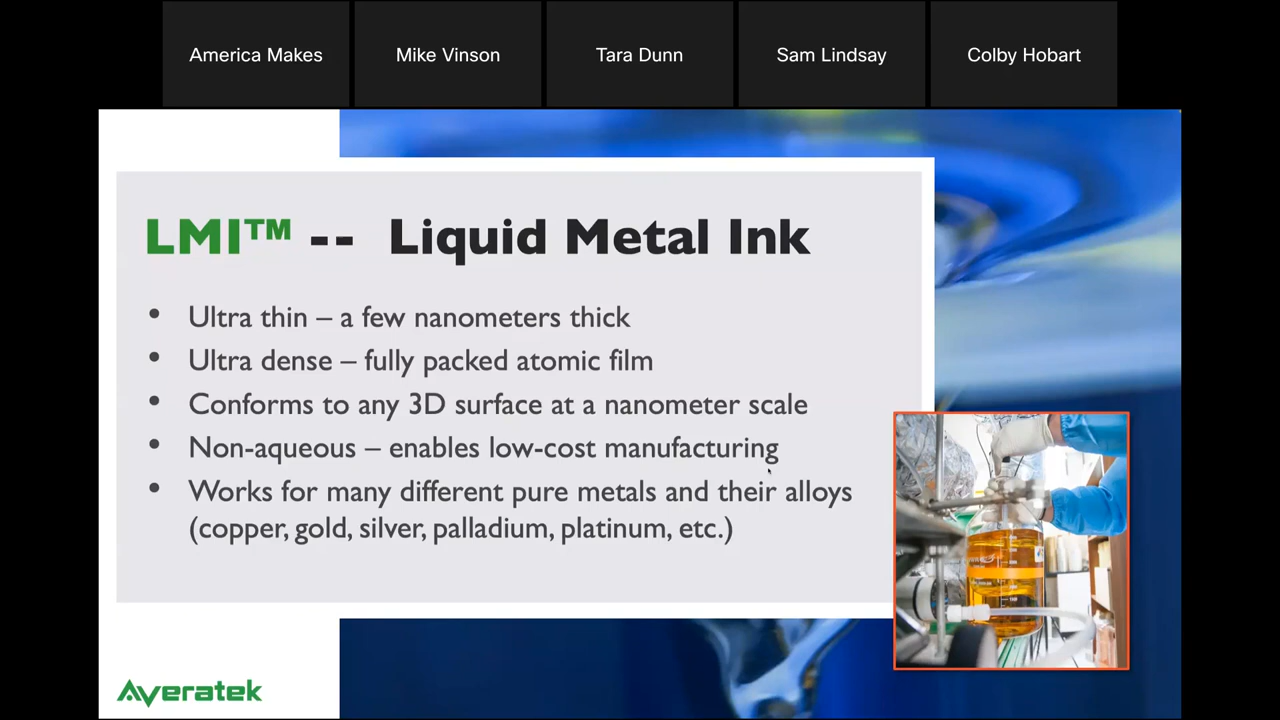 America Makes
Mike Vinson
Tara Dunn
Sam Lindsay
Colby Hobart
LMI™ -- Liquid Metal Ink
• Ultra thin – a few nanometers thick
• Ultra dense – fully packed atomic film
• Conforms to any 3D surface at a nanometer scale
• Non-aqueous – enables low-cost manufacturing
• Works for many different pure metals and their alloys
(copper, gold, silver, palladium, platinum, etc.)
Averatek